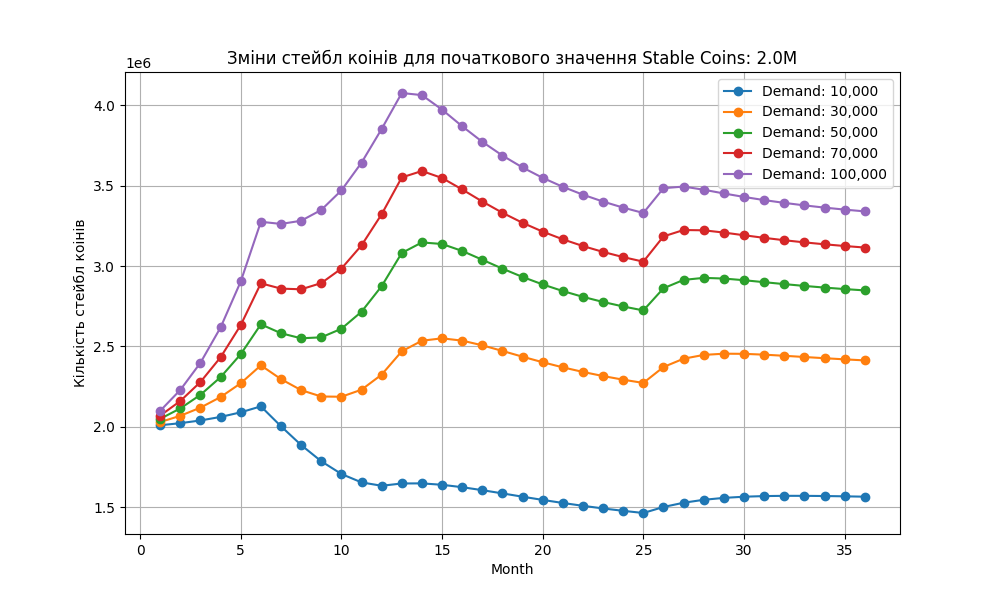 Зміни стейбл коінів для початкового значення Stable Coins: 2.0M
1e6
4.0
3.5
3.0
2.5
2.0
1.5
Кількість стейбл коінів
0
5
10
15
20
25
30
35
Month
Demand: 10,000
Demand: 30,000
Demand: 50,000
Demand: 70,000
Demand: 100,000